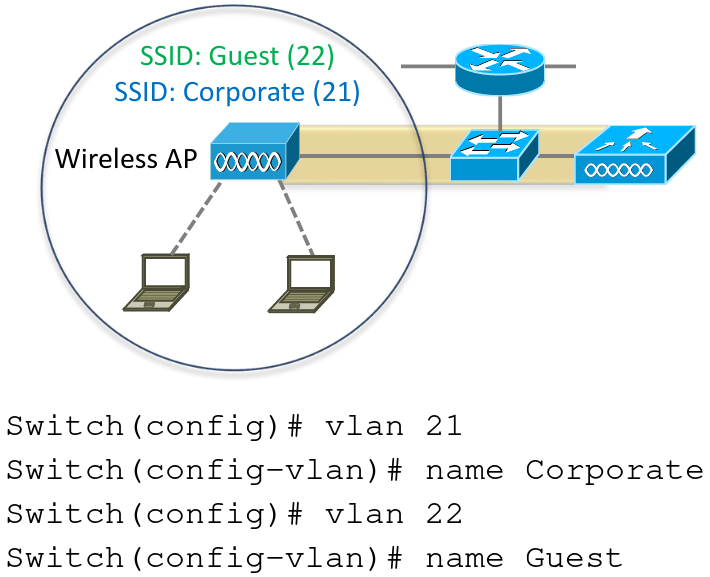 SSID: Guest (22)
SSID: Corporate (21)
Wireless AP
Switch(config)# vlan 21
Switch(config-vlan)# name Corporate
Switch(config)# vlan 22
Switch(config-vlan)# name Guest